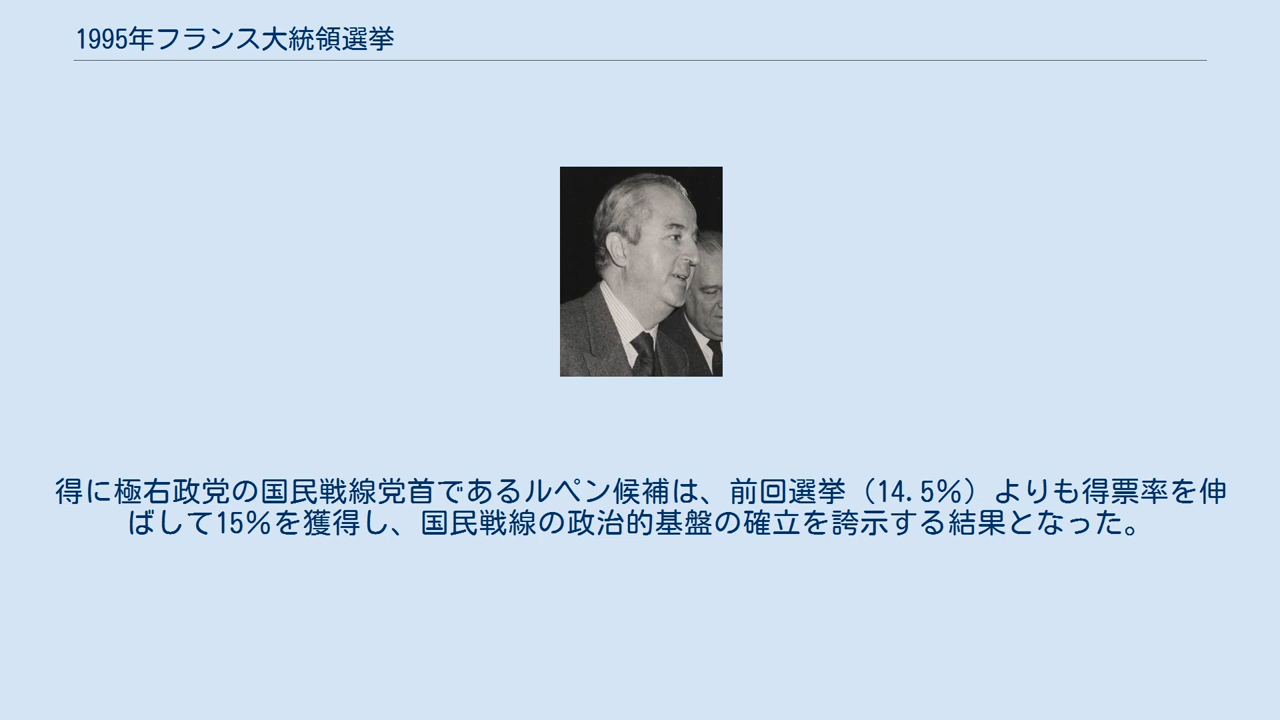 1995年フランス大統領選挙
得に極右政党の国民戦線党首であるルペン候補は、前回選挙（14.5％）よりも得票率を伸
ばして15％を獲得し、国民戦線の政治的基盤の確立を誇示する結果となった。